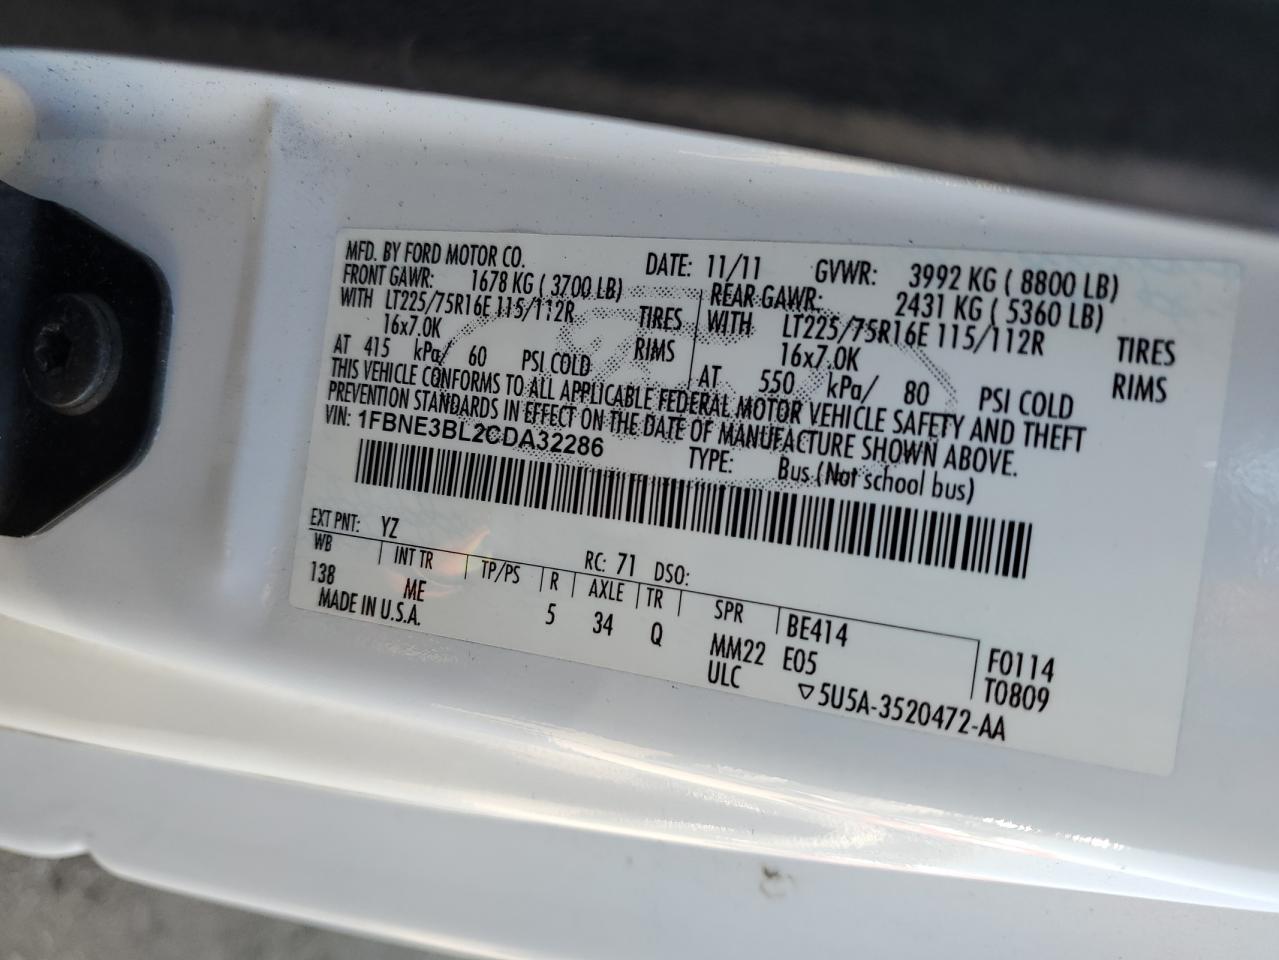 MFD. BY FORD MOTOR CO. DATE: 11/11 GVWR: 3992 KG ( 8800 LB)
FRONT GAWR: 1678 KG ( 3700 LB) REAR GAWR: 2431 KG ( 5360 LB)
WITH LT225/75R16E 115/112R TIRES WITH LT225/75R16E 115/112R TIRES
16x7.0K RIMS 16x7.0K RIMS
AT 415 kPa/ 60 PSI COLD AT 550 kPa/ 80 PSI COLD
THIS VEHICLE CONFORMS TO ALL APPLICABLE FEDERAL MOTOR VEHICLE SAFETY AND THEFT
PREVENTION STANDARDS IN EFFECT ON THE DATE OF MANUFACTURE SHOWN ABOVE.
VIN: 1FBNE3BL2CDA32286 TYPE: Bus (Not school bus)
EXT PNT: YZ RC: 71 DSO:
WB INT TR TP/PS R AXLE TR SPR BE414
138 ME 5 34 Q MM22 E05 F0114
MADE IN U.S.A. ULC T0809
▽5U5A-3520472-AA